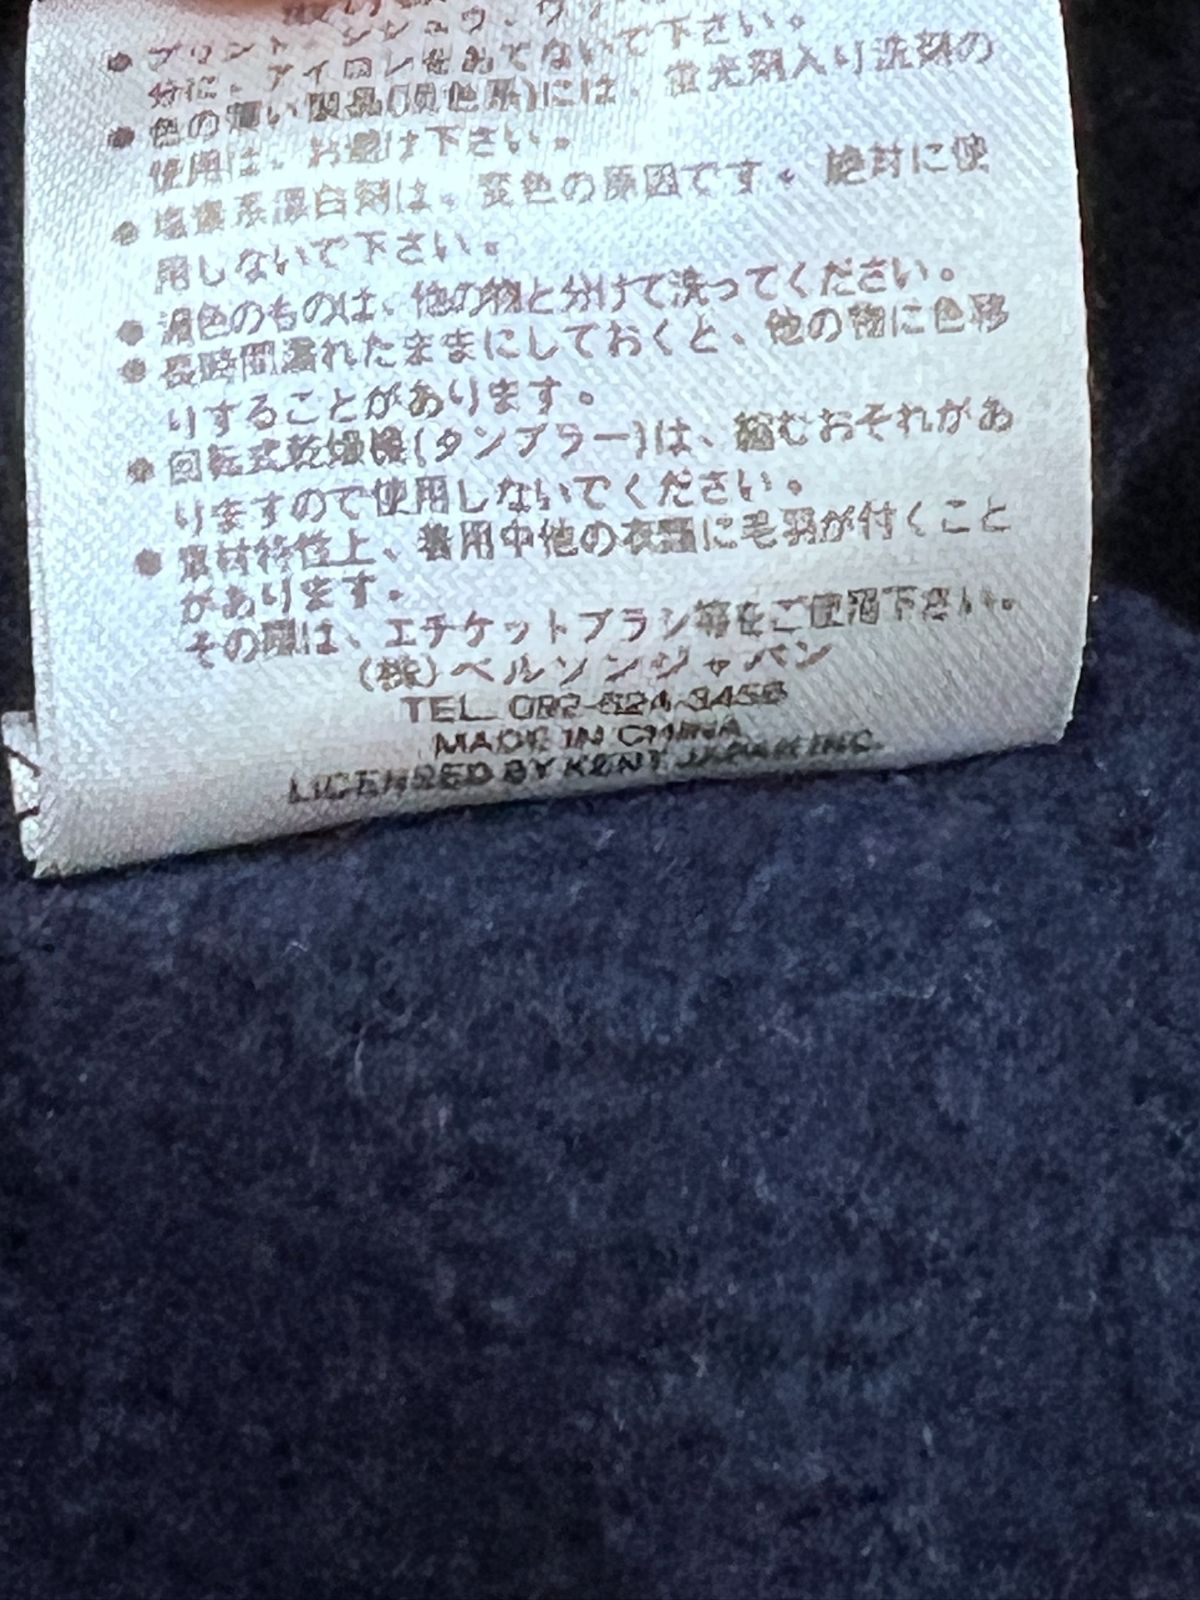 ● プリント、シシュウ、ワッ
特に、アイロンをあてないで下さい。
● 色の薄い製品(淡色系)には、蛍光剤入り洗剤の
使用は、お避け下さい。
● 塩素系漂白剤は、変色の原因です。絶対に使
用しないで下さい。
● 濃色のものは、他の物と分けて洗ってください。
● 長時間濡れたままにしておくと、他の物に色移
りすることがあります。
● 回転式乾燥機(タンブラー)は、縮むおそれがあ
りますので使用しないでください。
● 素材特性上、着用中他の衣類に毛羽が付くこと
があります。
その際は、エチケットブラシ等をご使用下さい。
(株)ベルソンジャパン
TEL 082-824-3456
MADE IN CHINA
LICENSED BY KENT JAPAN INC.